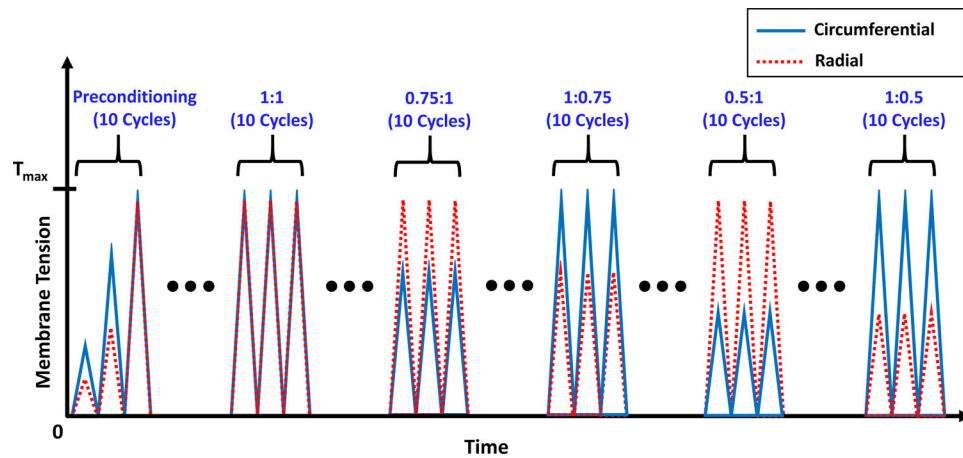 Circumferential
Radial
Preconditioning
(10 Cycles)
1:1
(10 Cycles)
0.75:1
(10 Cycles)
1:0.75
(10 Cycles)
0.5:1
(10 Cycles)
1:0.5
(10 Cycles)
Tmax
Membrane Tension
0
Time